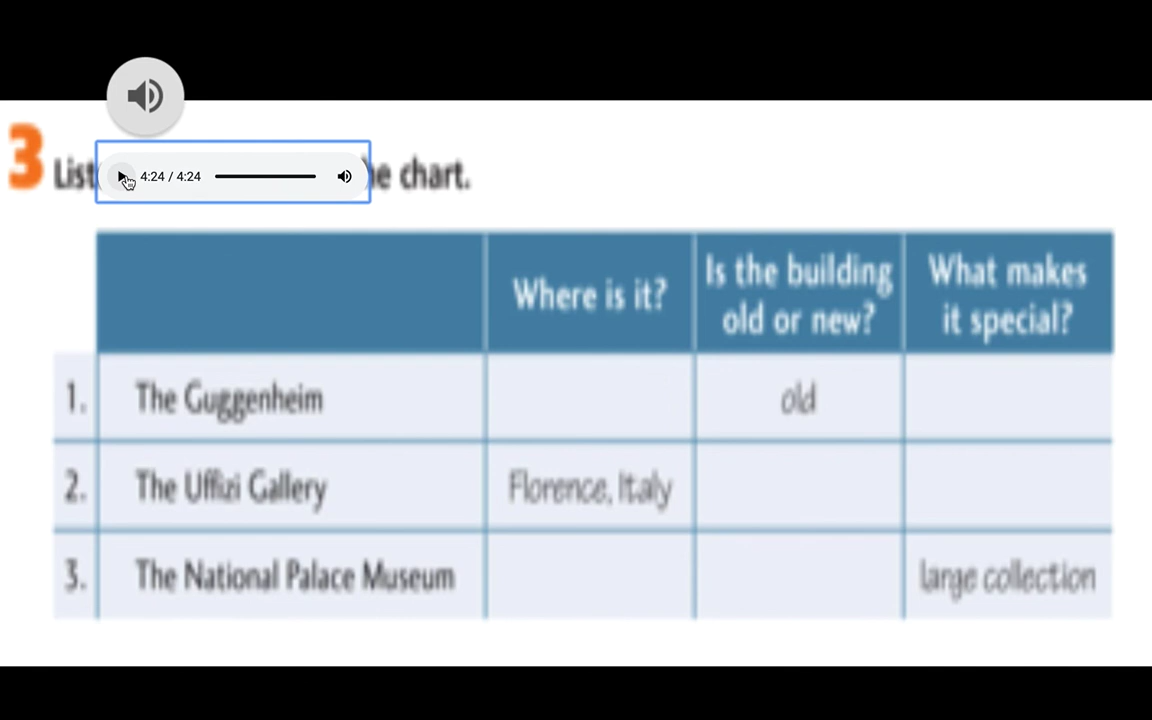 3 List
4:24 / 4:24
he chart.
Where is it?
Is the building
old or new?
What makes
it special?
1. The Guggenheim
old
2. The Uffizi Gallery
Florence, Italy
3. The National Palace Museum
large collection